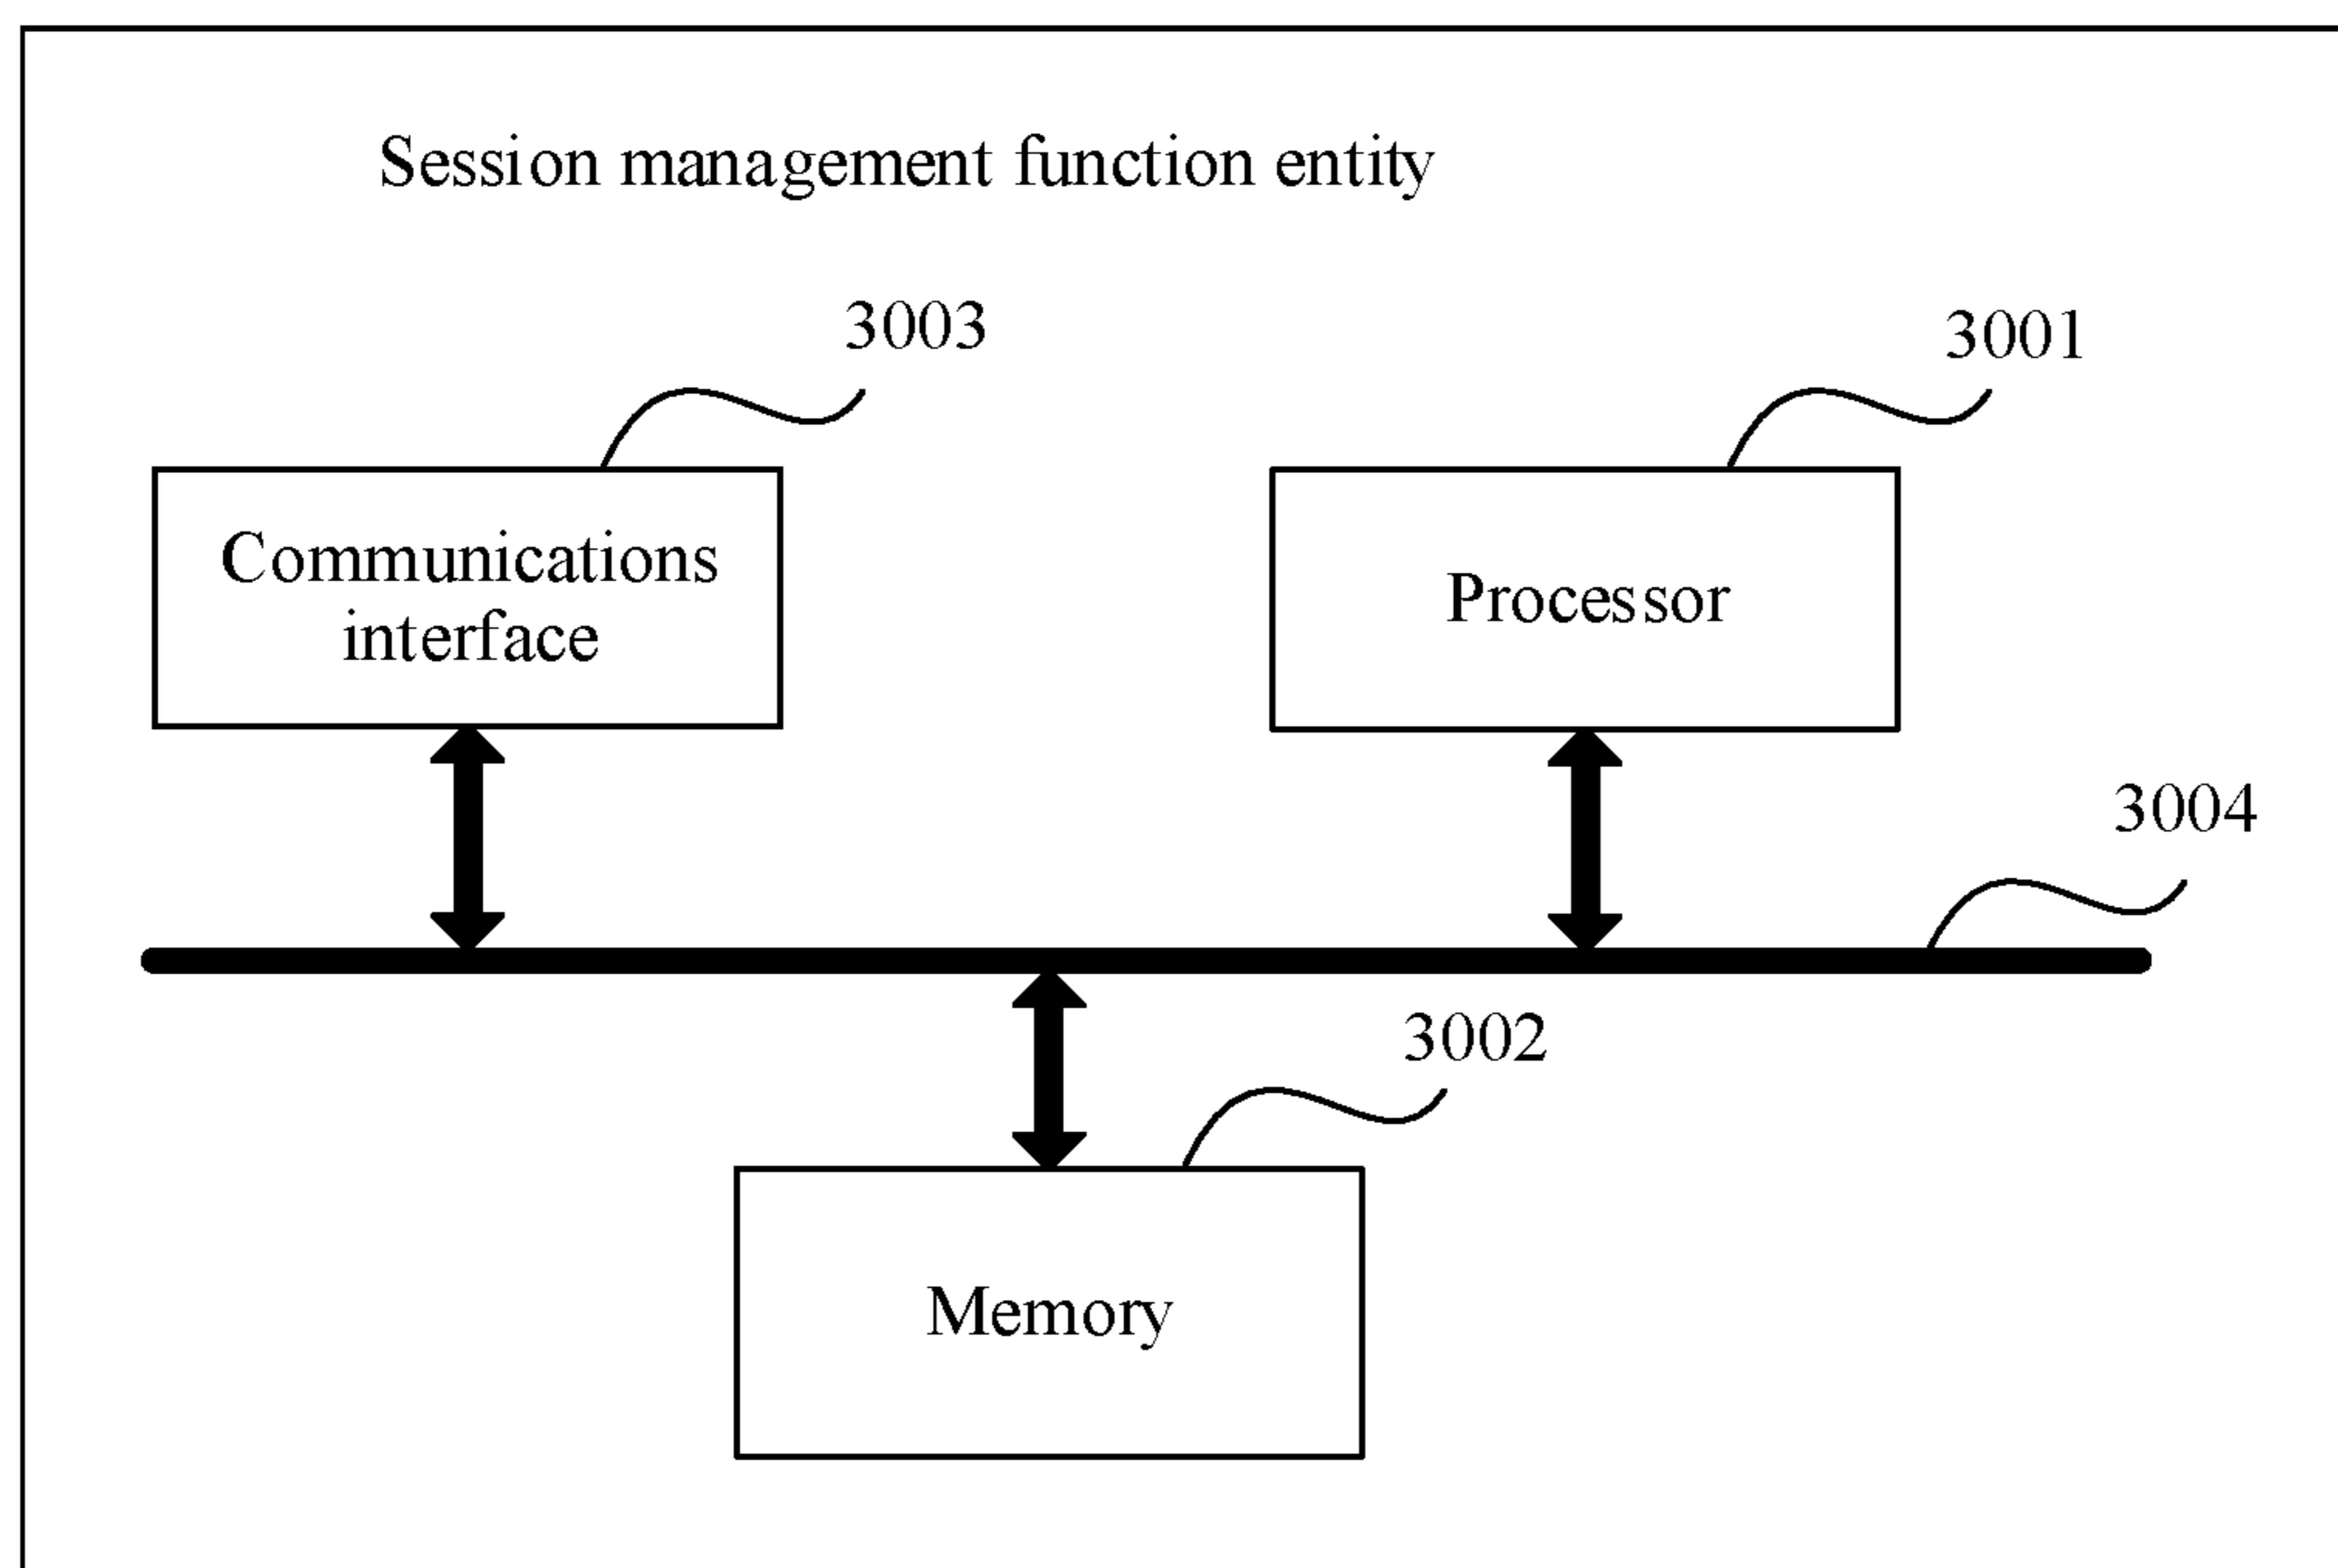 Session management function entity
3003
3001
Communications
interface
Processor
3004
3002
Memory